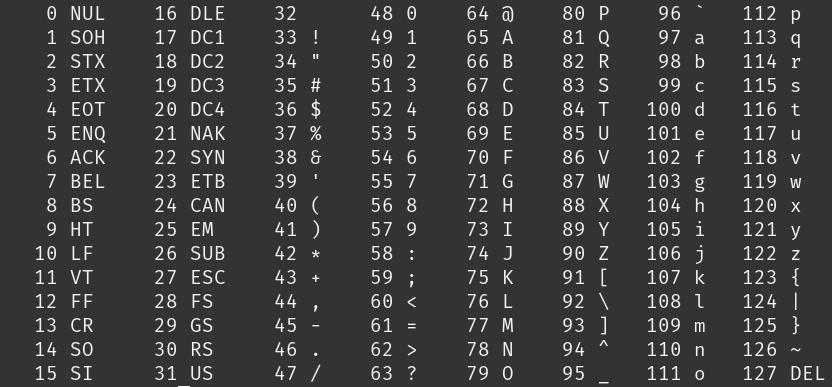 0 NUL 16 DLE 32 48 0 64 @ 80 P 96 ` 112 p
1 SOH 17 DC1 33 ! 49 1 65 A 81 Q 97 a 113 q
2 STX 18 DC2 34 " 50 2 66 B 82 R 98 b 114 r
3 ETX 19 DC3 35 # 51 3 67 C 83 S 99 c 115 s
4 EOT 20 DC4 36 $ 52 4 68 D 84 T 100 d 116 t
5 ENQ 21 NAK 37 % 53 5 69 E 85 U 101 e 117 u
6 ACK 22 SYN 38 & 54 6 70 F 86 V 102 f 118 v
7 BEL 23 ETB 39 ' 55 7 71 G 87 W 103 g 119 w
8 BS 24 CAN 40 ( 56 8 72 H 88 X 104 h 120 x
9 HT 25 EM 41 ) 57 9 73 I 89 Y 105 i 121 y
10 LF 26 SUB 42 * 58 : 74 J 90 Z 106 j 122 z
11 VT 27 ESC 43 + 59 ; 75 K 91 [ 107 k 123 {
12 FF 28 FS 44 , 60 < 76 L 92 \ 108 l 124 |
13 CR 29 GS 45 - 61 = 77 M 93 ] 109 m 125 }
14 SO 30 RS 46 . 62 > 78 N 94 ^ 110 n 126 ~
15 SI 31 US 47 / 63 ? 79 O 95 _ 111 o 127 DEL